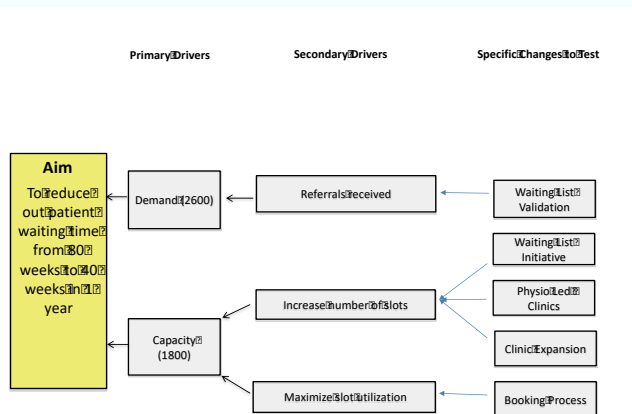 Primary Drivers
Secondary Drivers
Specific Changes to Test
Aim
To reduce
out patient
waiting time
from 80
weeks to 40
weeks in 1
year
Demand (2600)
Referrals received
Waiting List
Validation
Waiting List
Initiative
Physio Led
Clinics
Increase number of slots
Capacity
(1800)
Clinic Expansion
Maximize slot utilization
Booking Process